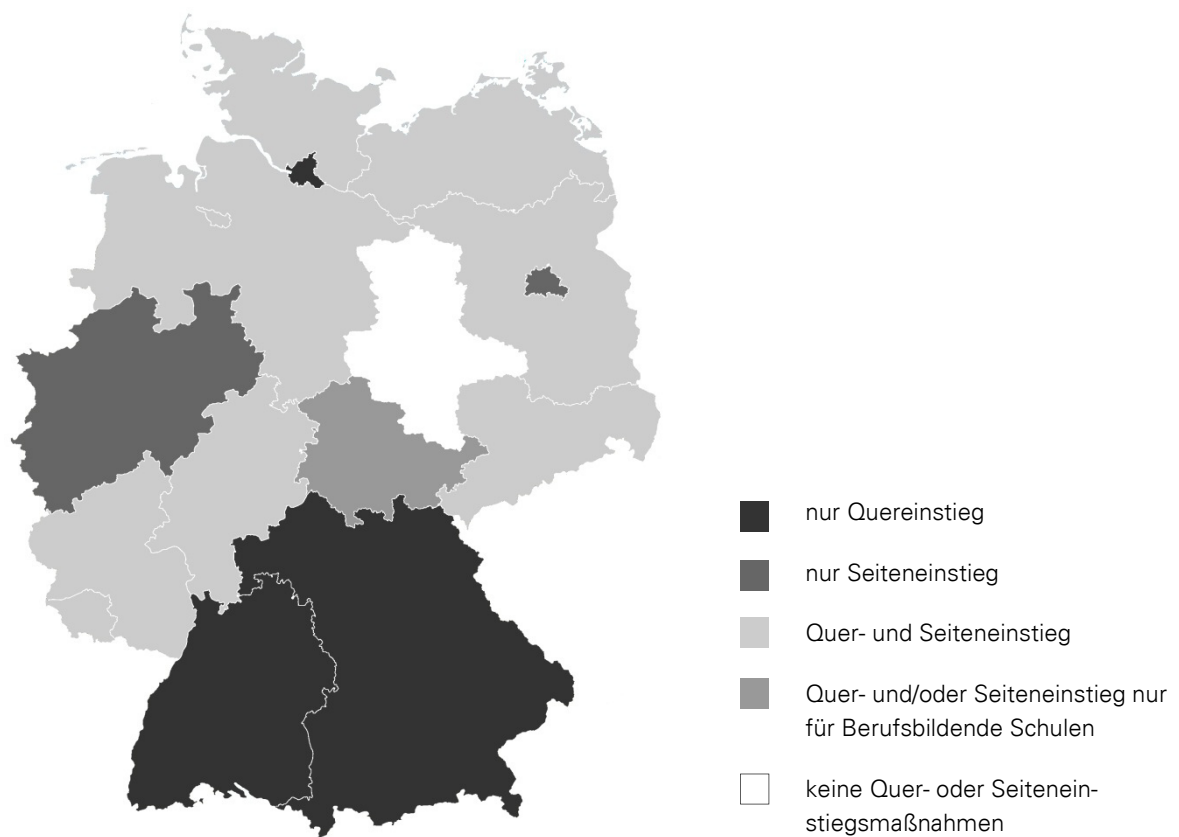 nur Quereinstieg
nur Seiteneinstieg
Quer- und Seiteneinstieg
Quer- und/oder Seiteneinstieg nur
für Berufsbildende Schulen
keine Quer- oder Seitenein-
stiegsmaßnahmen